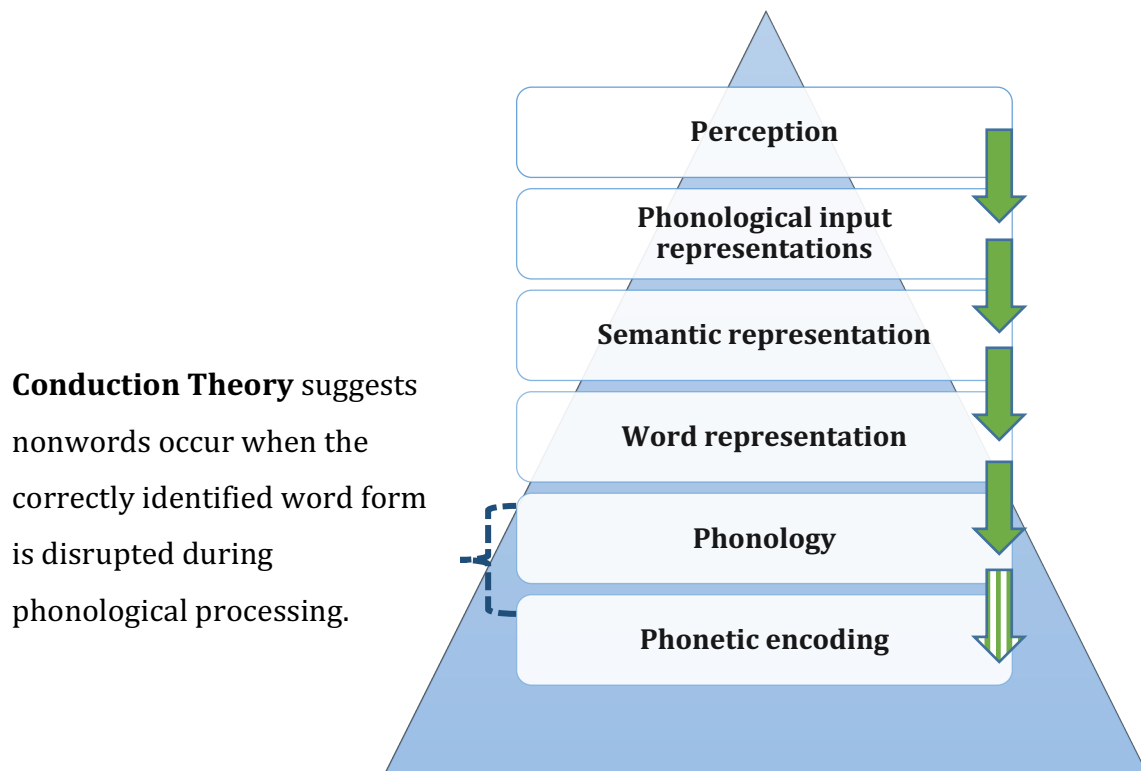 Perception
Phonological input
representations
Semantic representation
Word representation
Phonology
Phonetic encoding
Conduction Theory suggests
nonwords occur when the
correctly identified word form
is disrupted during
phonological processing.